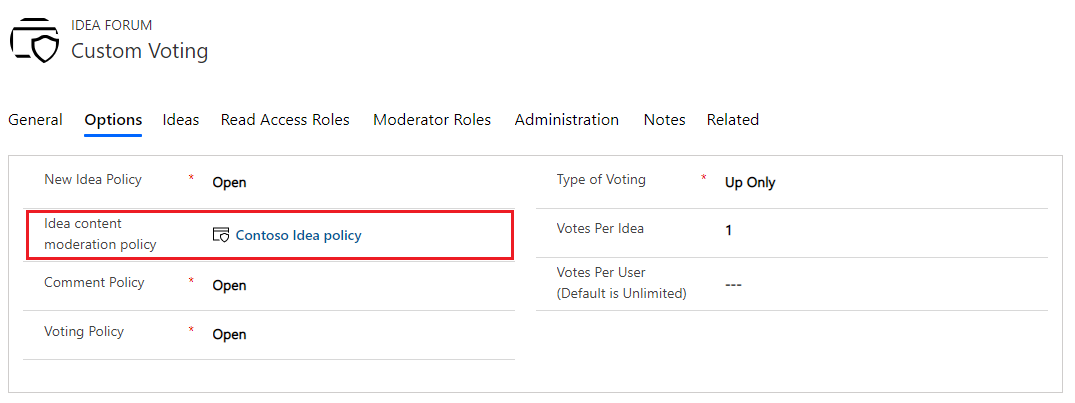 IDEA FORUM
Custom Voting
General Options Ideas Read Access Roles Moderator Roles Administration Notes Related
New Idea Policy * Open
Idea content
moderation policy Contoso Idea policy
Comment Policy * Open
Voting Policy * Open
Type of Voting * Up Only
Votes Per Idea 1
Votes Per User
(Default is Unlimited) ---